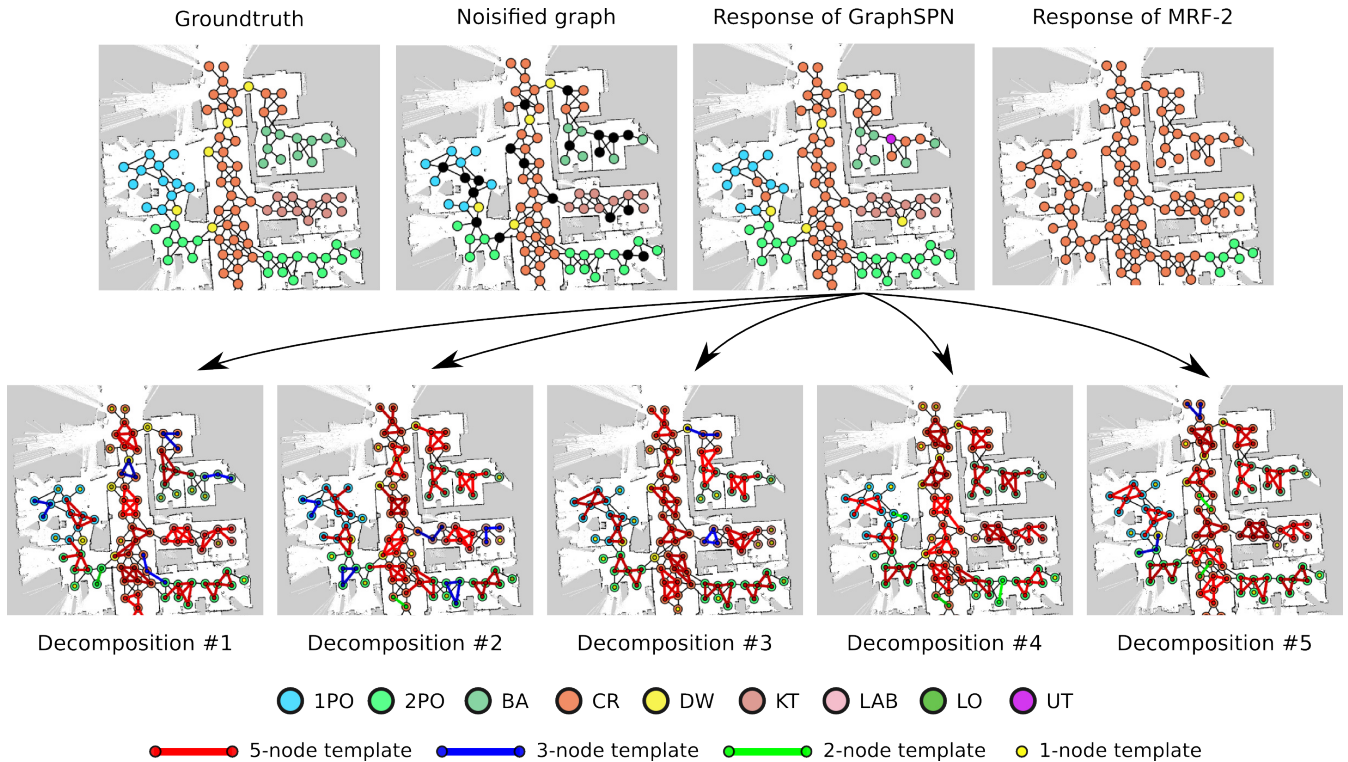 Groundtruth
Noisified graph
Response of GraphSPN
Response of MRF-2
Decomposition #1
Decomposition #2
Decomposition #3
Decomposition #4
Decomposition #5
1PO 2PO BA CR DW KT LAB LO UT
5-node template 3-node template 2-node template 1-node template